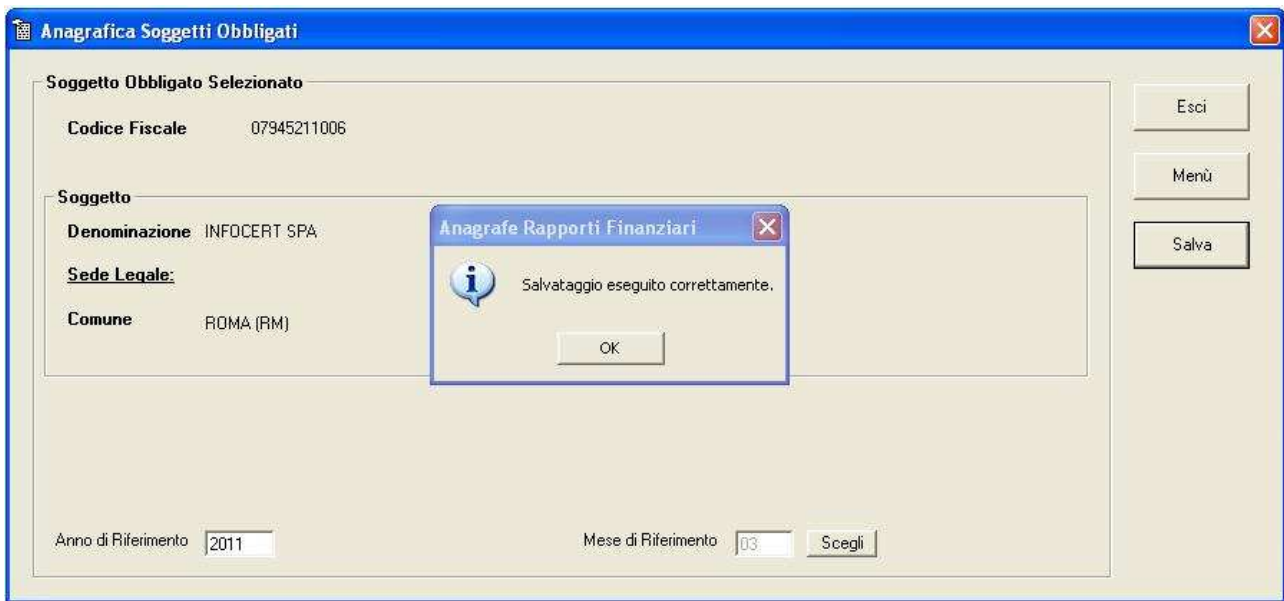 Anagrafica Soggetti Obbligati
Soggetto Obbligato Selezionato
Codice Fiscale 07945211006
Esci
Menù
Salva
Soggetto
Denominazione INFOCERT SPA
Sede Legale:
Comune ROMA (RM)
Anagrafe Rapporti Finanziari
Salvataggio eseguito correttamente.
OK
Anno di Riferimento 2011 Mese di Riferimento 03 Scegli